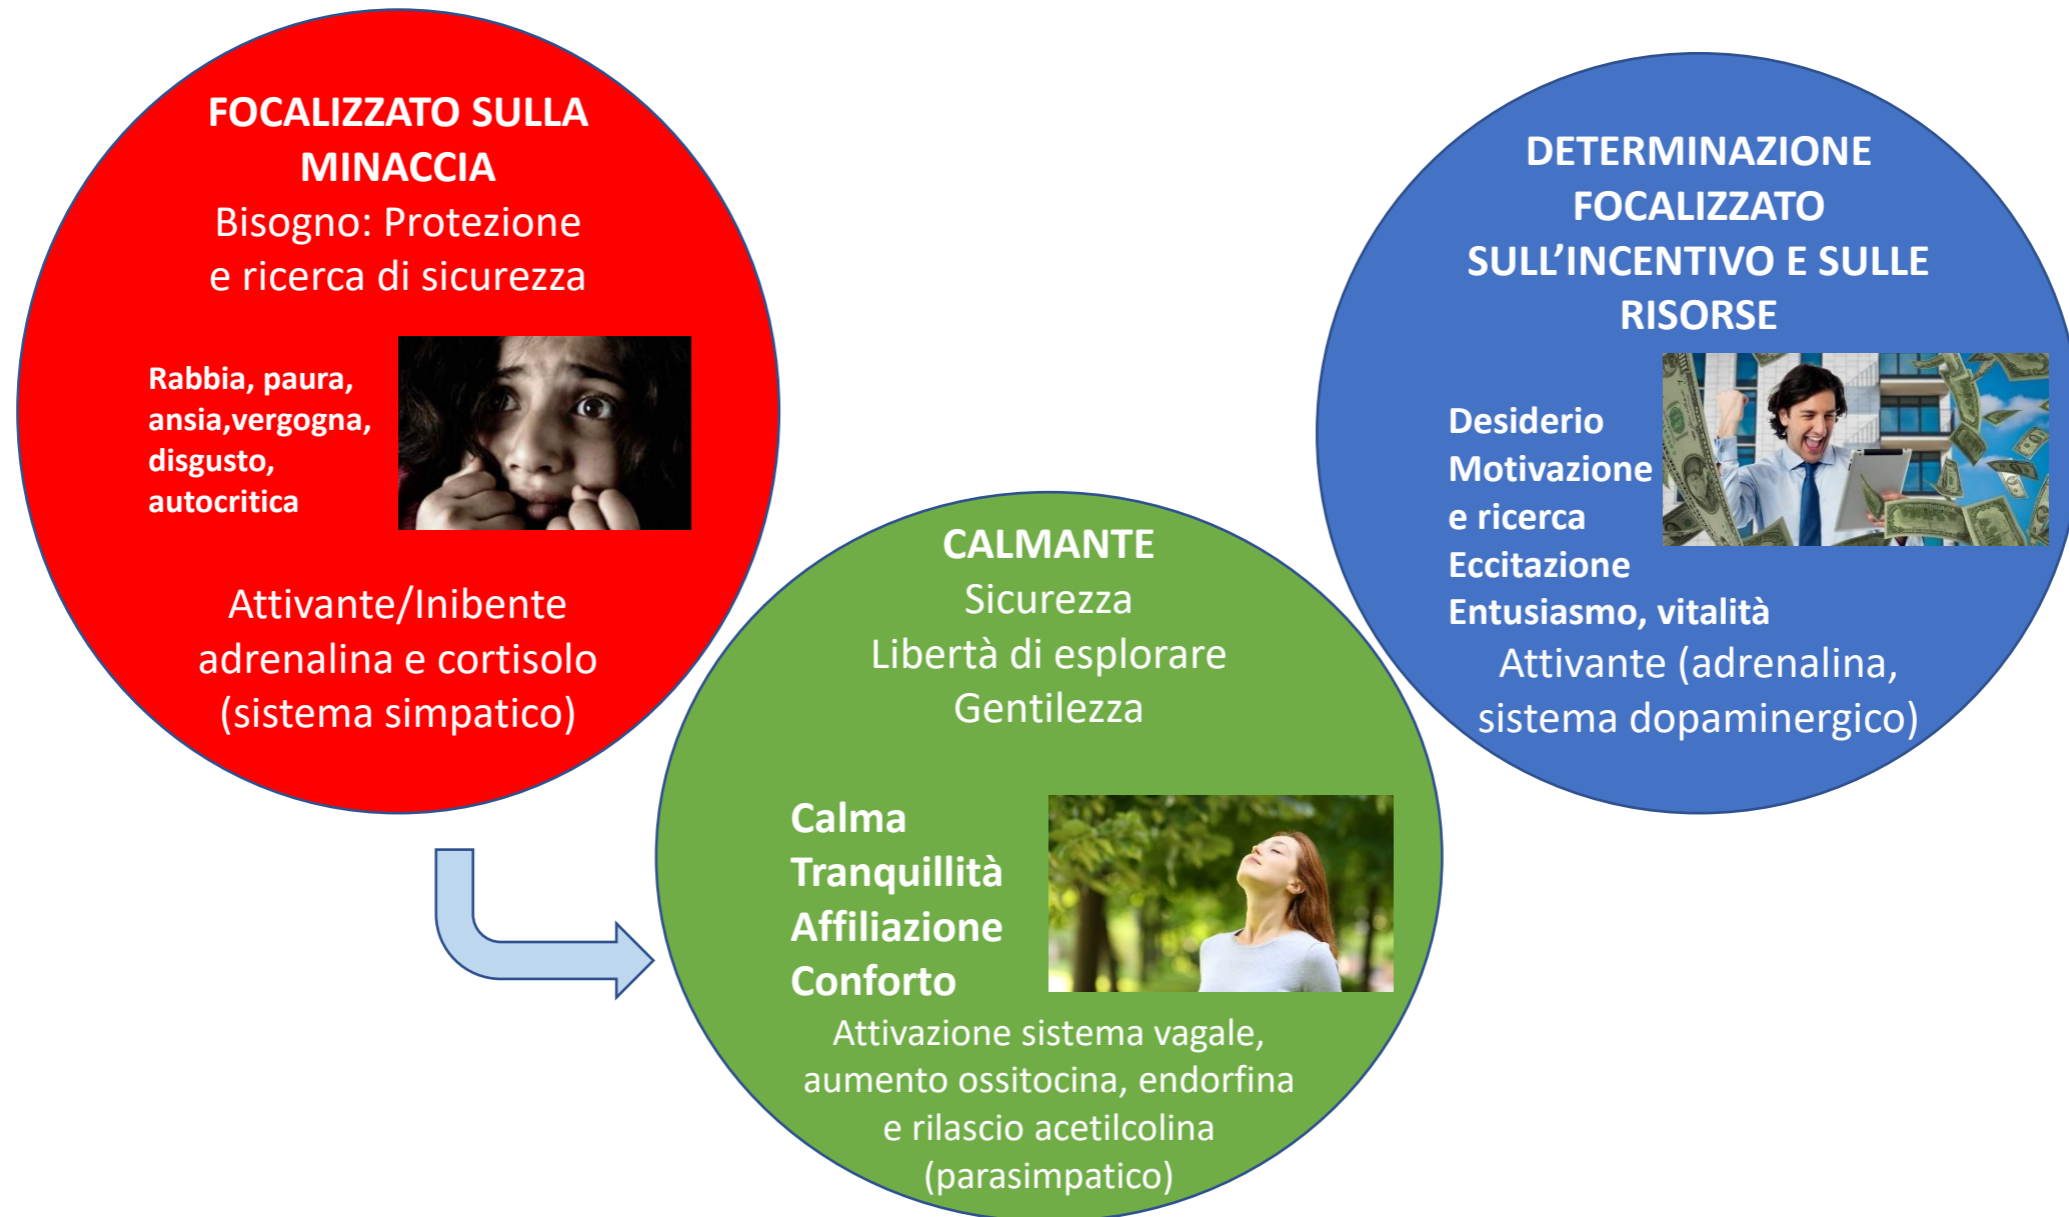 FOCALIZZATO SULLA
MINACCIA
Bisogno: Protezione
e ricerca di sicurezza
Rabbia, paura,
ansia,vergogna,
disgusto,
autocritica
Attivante/Inibente
adrenalina e cortisolo
(sistema simpatico)
CALMANTE
Sicurezza
Libertà di esplorare
Gentilezza
Calma
Tranquillità
Affiliazione
Conforto
Attivazione sistema vagale,
aumento ossitocina, endorfina
e rilascio acetilcolina
(parasimpatico)
DETERMINAZIONE
FOCALIZZATO
SULL’INCENTIVO E SULLE
RISORSE
Desiderio
Motivazione
e ricerca
Eccitazione
Entusiasmo, vitalità
Attivante (adrenalina,
sistema dopaminergico)